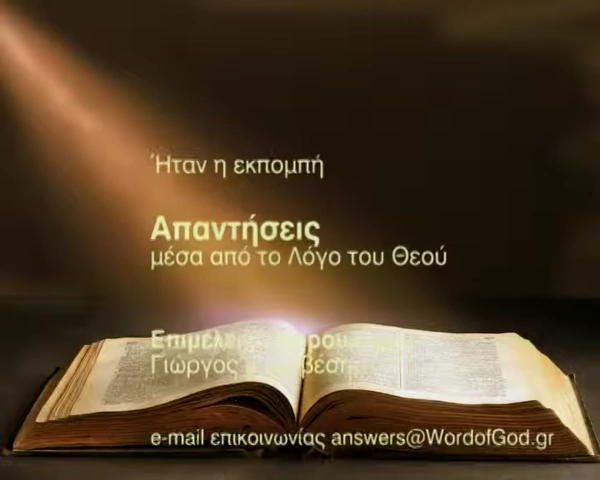 Ήταν η εκπομπή
Απαντήσεις
μέσα από το Λόγο του Θεού
Γιώργος
e-mail επικοινωνίας answers@WordofGod.gr